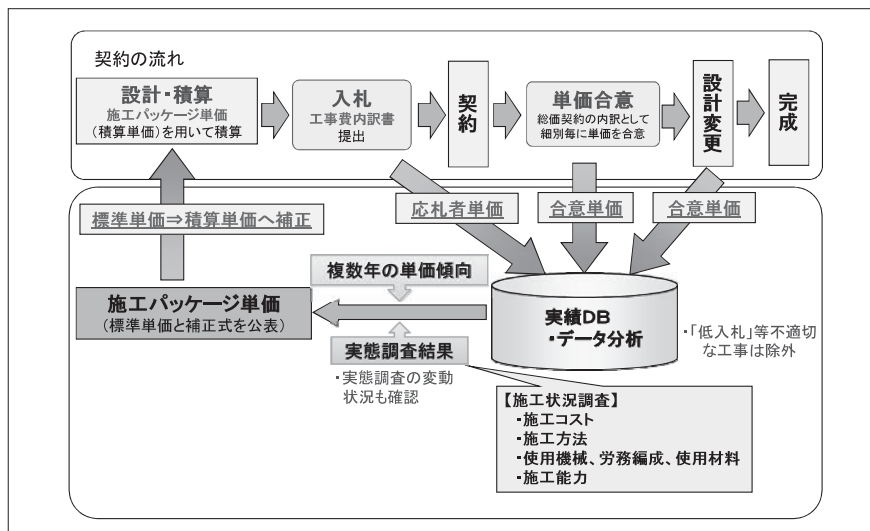 契約の流れ
設計・積算
施工パッケージ単価
(積算単価)を用いて積算
入札
工事費内訳書
提出
契約
単価合意
総価契約の内訳として
細別毎に単価を合意
設計変更
完成
標準単価⇒積算単価へ補正
応札者単価
合意単価
合意単価
複数年の単価傾向
施工パッケージ単価
(標準単価と補正式を公表)
実績DB
・データ分析
・「低入札」等不適切
な工事は除外
実態調査結果
・実態調査の変動
状況も確認
【施工状況調査】
・施工コスト
・施工方法
・使用機械、労務編成、使用材料
・施工能力